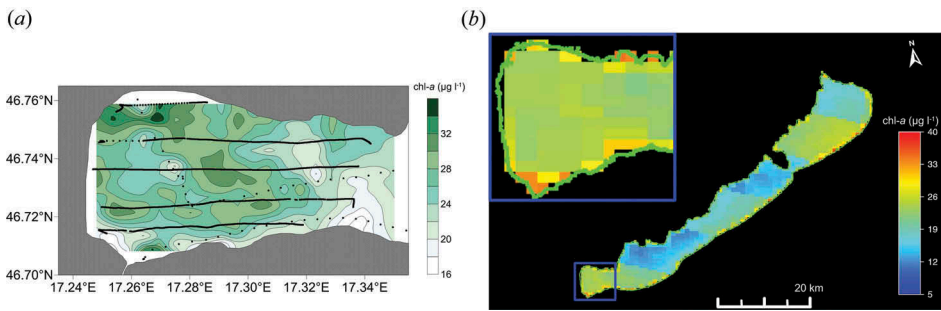 (a)
(b)
chl-a (µg l⁻¹)
46.76°N
46.74°N
46.72°N
46.70°N
32
28
24
20
16
17.24°E 17.26°E 17.28°E 17.30°E 17.32°E 17.34°E
N
chl-a (µg l⁻¹)
40
33
26
19
12
5
20 km